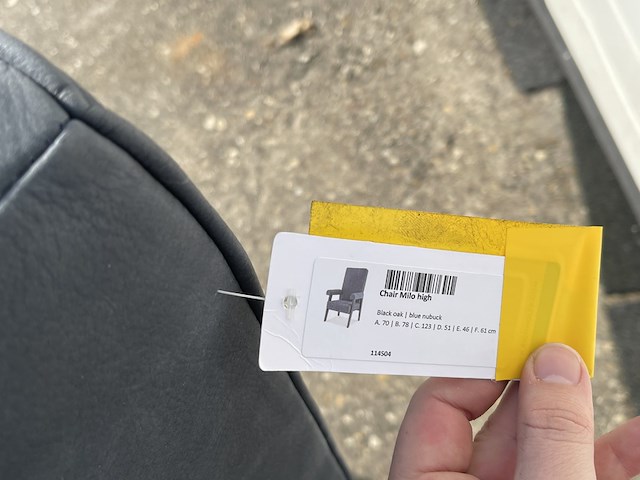 Chair Milo high
Black oak | blue nubuck
A. 70 | B. 78 | C. 123 | D. 51 | E. 46 | F. 61 cm
114504